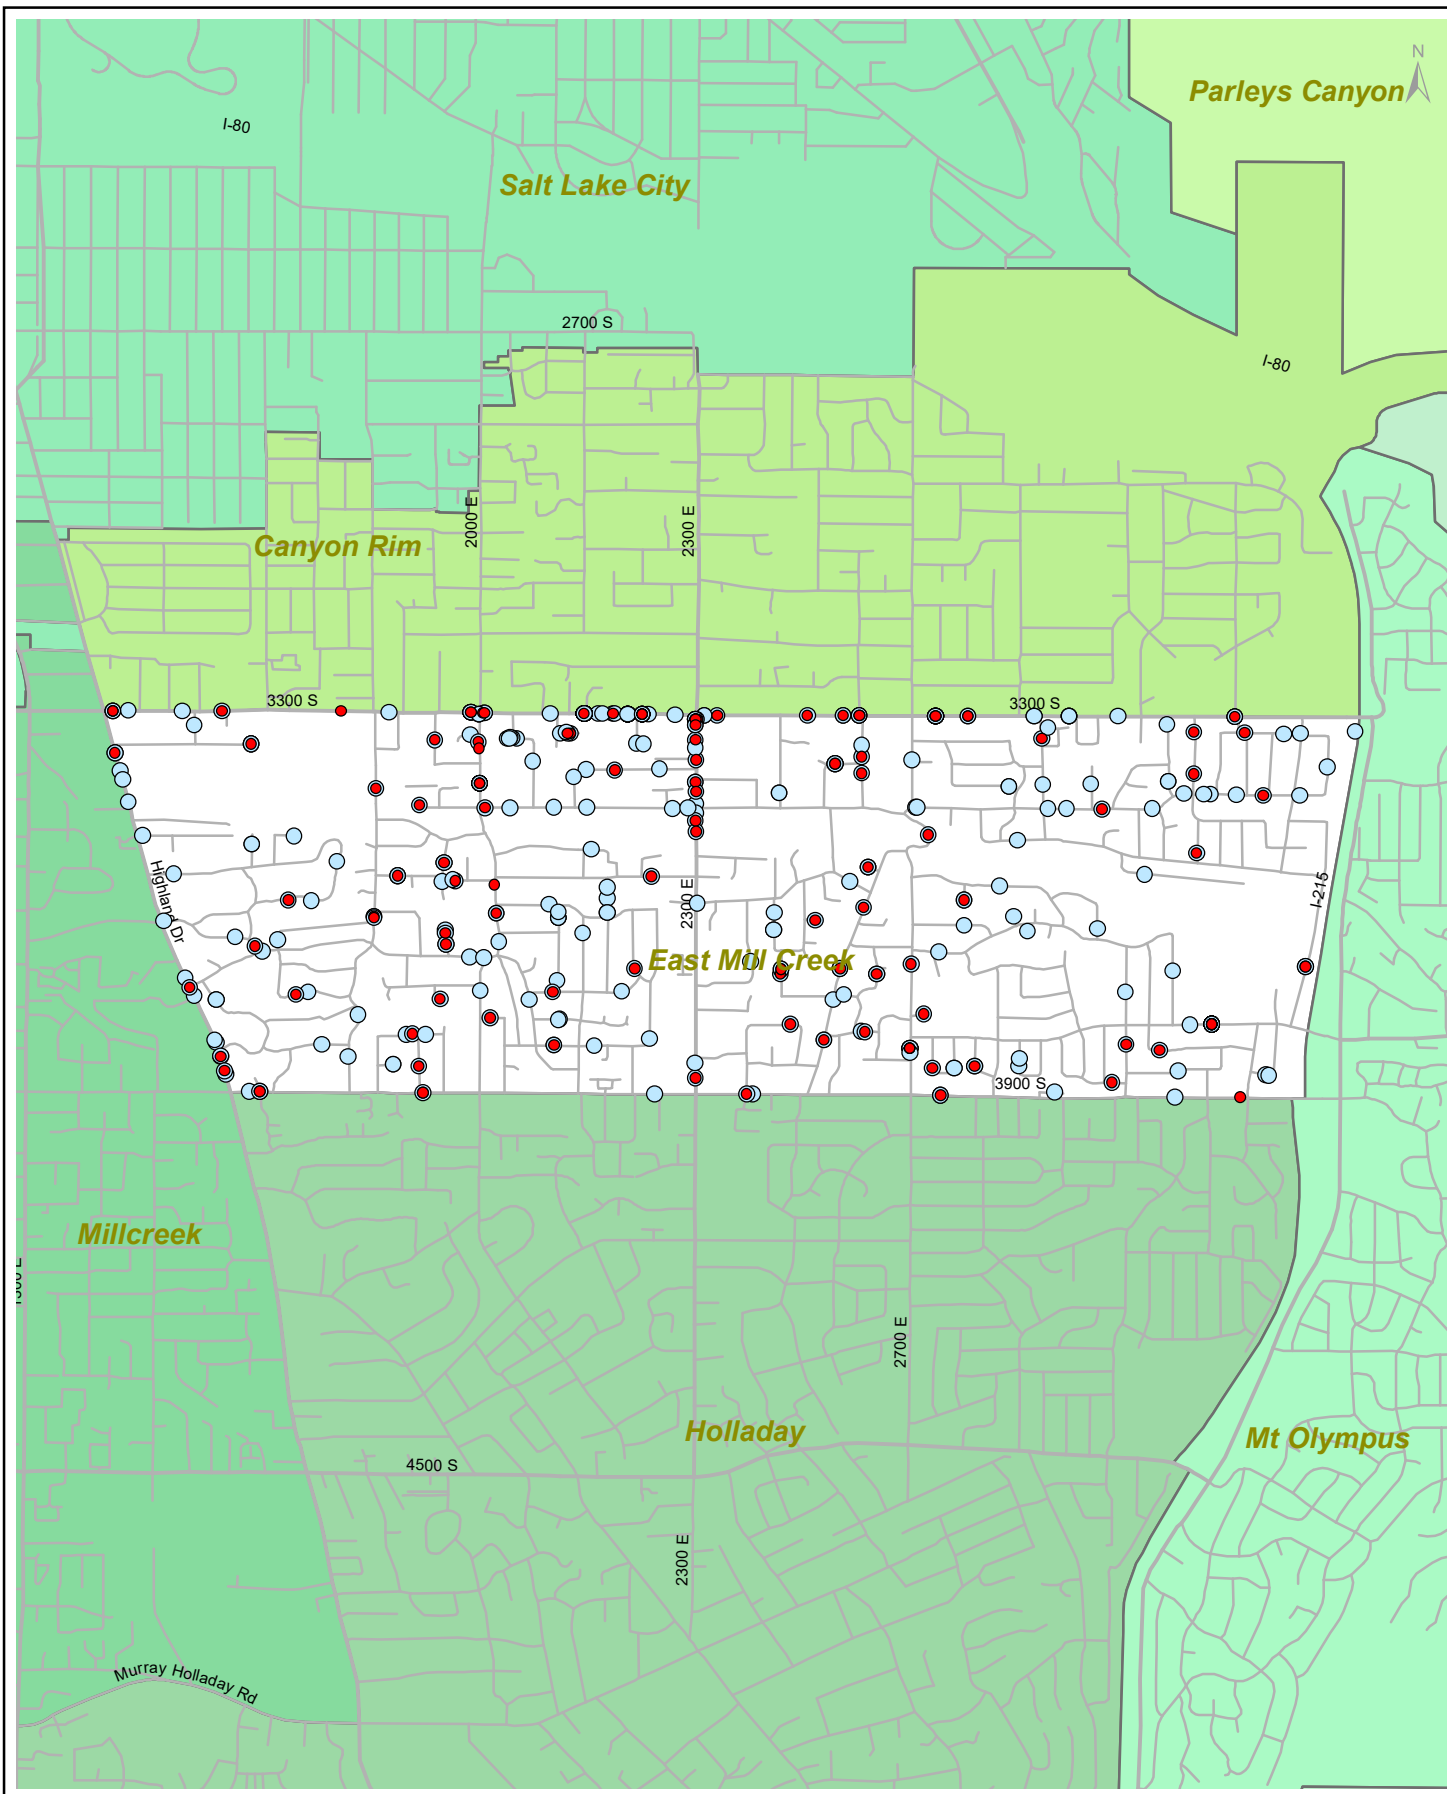 N
Parleys Canyon
I-80
Salt Lake City
2700 S
I-80
2000 E
2300 E
Canyon Rim
3300 S
3300 S
Highland Dr
2300 E
I-215
East Mill Creek
3900 S
Millcreek
2700 E
Holladay
Mt Olympus
4500 S
2300 E
Murray Holladay Rd